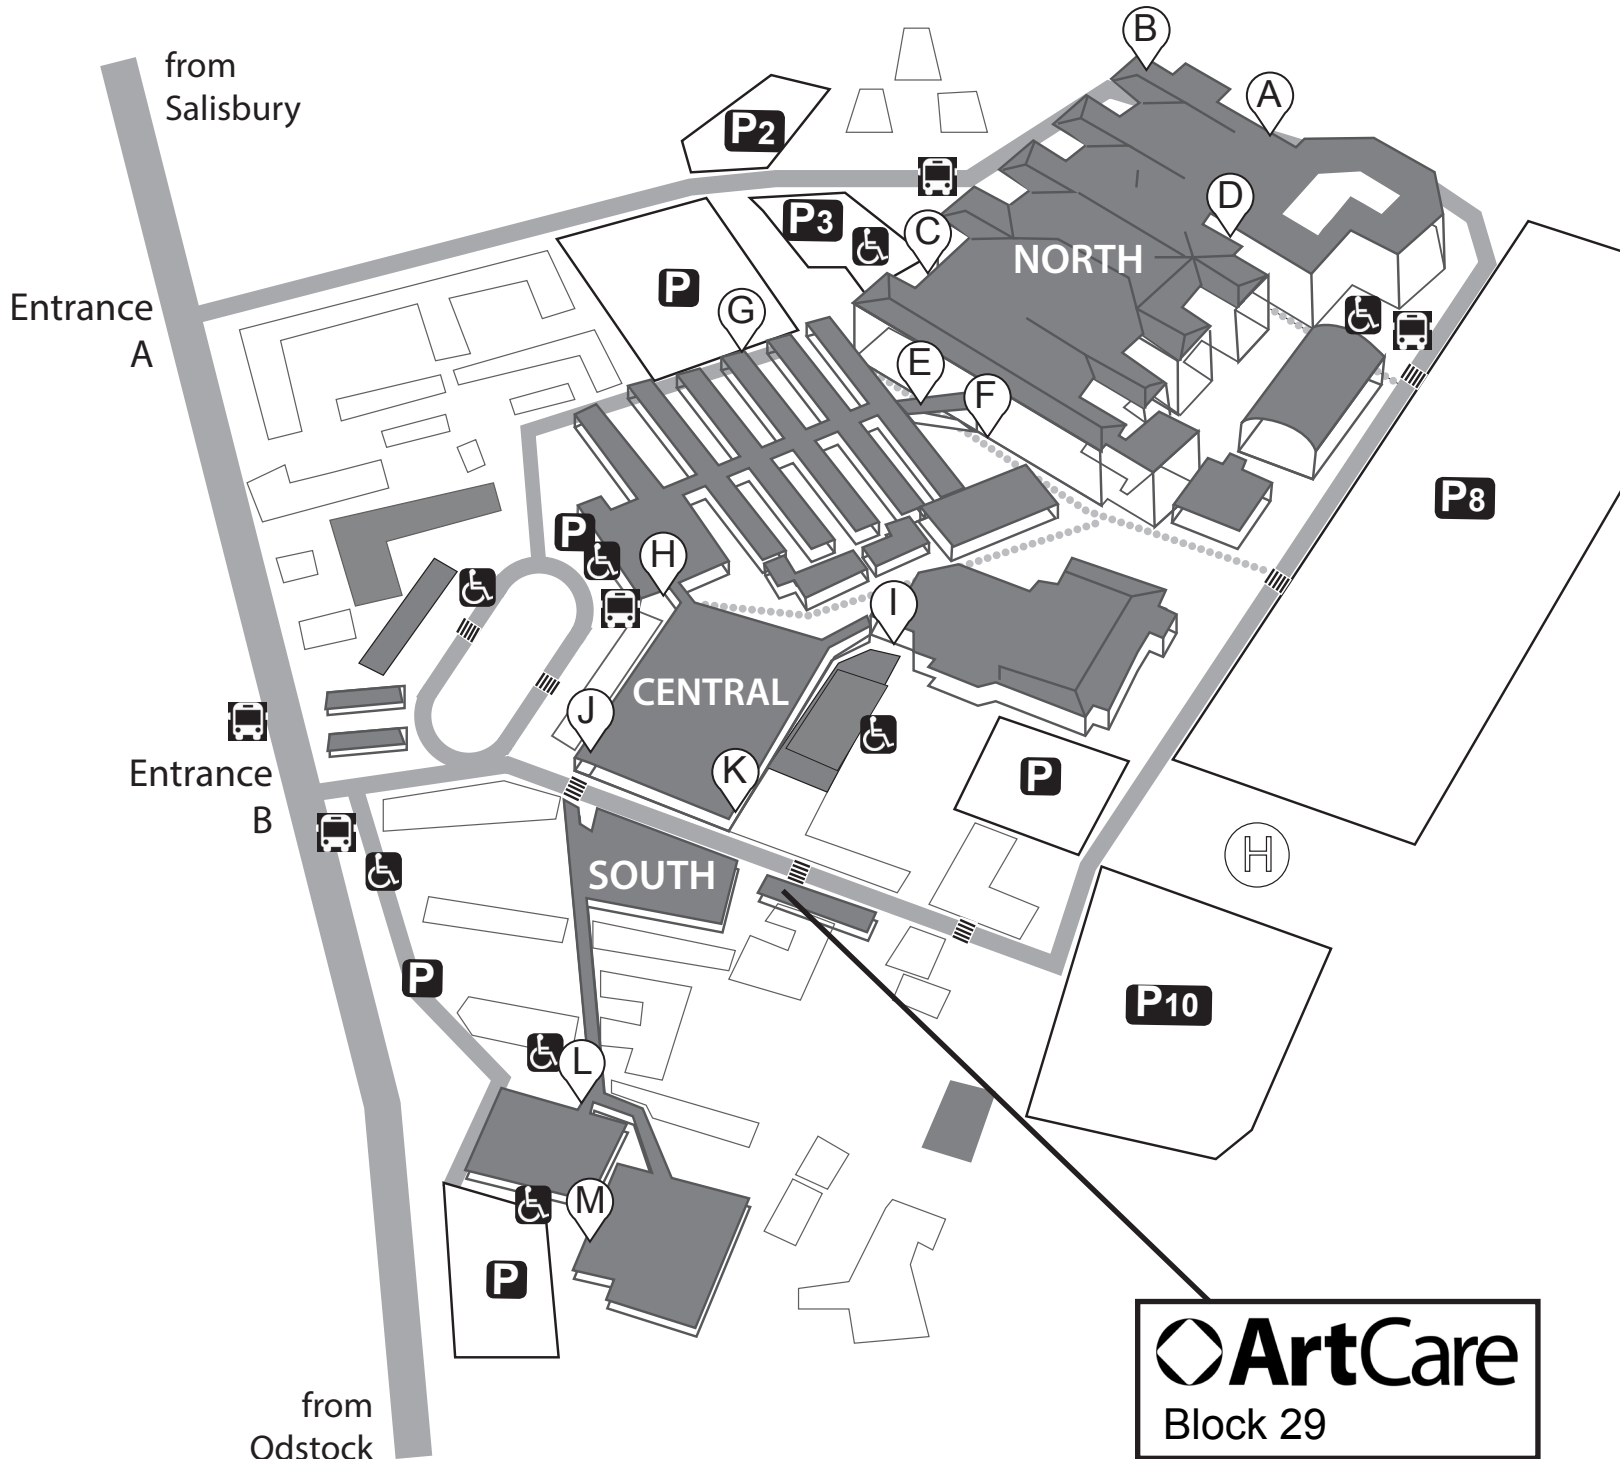 from
Salisbury
B
A
P2
P3
C
D
NORTH
P
G
Entrance
A
E
F
P8
P
H
I
CENTRAL
J
K
P
Entrance
B
H
SOUTH
P
P10
L
M
P
ArtCare
Block 29
from
Odstock